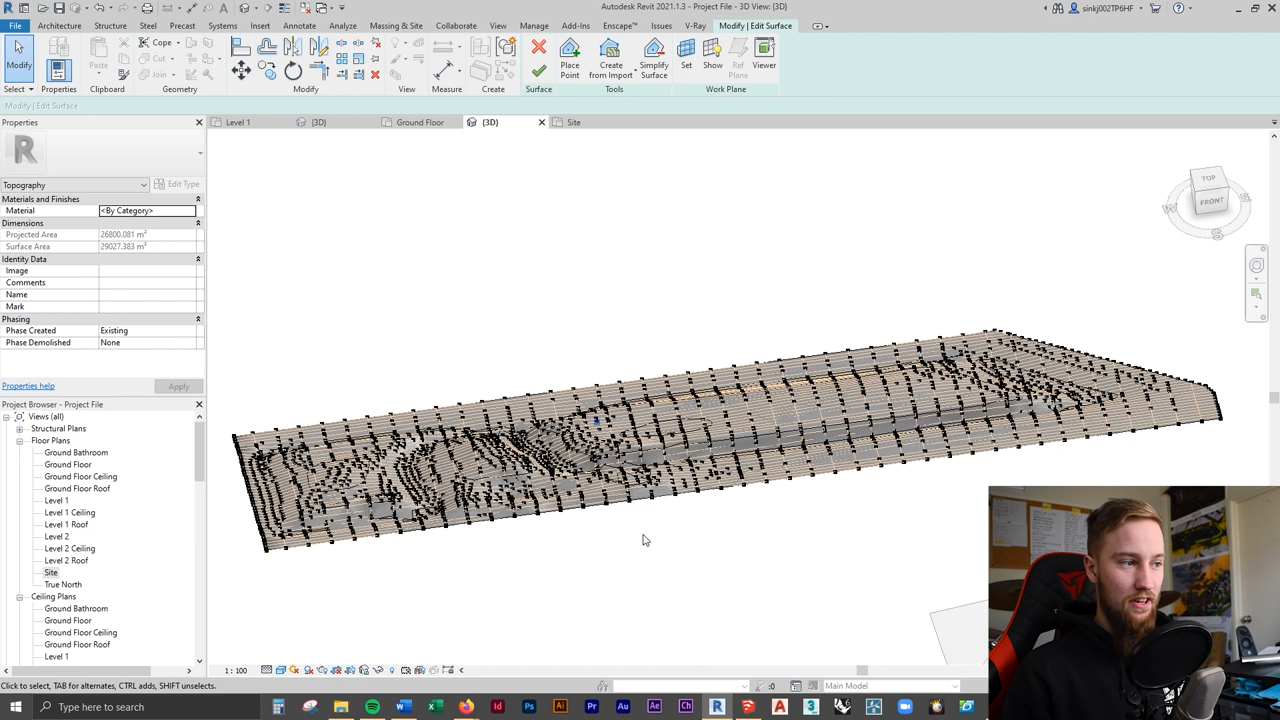 Autodesk Revit 2021.1.3 - Project File - 3D View: {3D}
sinkj002TP6HF
File Architecture Structure Steel Precast Systems Insert Annotate Analyze Massing & Site Collaborate View Manage Add-Ins Enscape™ Issues V-Ray Modify | Edit Surface
Modify
Paste
Cope
Cut
Join
Place Point
Create from Import
Simplify Surface
Set
Show
Ref Plane
Viewer
Select Properties Clipboard Geometry Modify View Measure Create Surface Tools Work Plane
Modify | Edit Surface
Properties
Level 1
{3D}
Ground Floor
{3D}
Site
Topography
Edit Type
Materials and Finishes
Material <By Category>
Dimensions
Projected Area 26800.081 m²
Surface Area 29027.383 m²
Identity Data
Image
Comments
Name
Mark
Phasing
Phase Created Existing
Phase Demolished None
Properties help
Apply
Project Browser - Project File
Views (all)
Structural Plans
Floor Plans
Ground Bathroom
Ground Floor
Ground Floor Ceiling
Ground Floor Roof
Level 1
Level 1 Ceiling
Level 1 Roof
Level 2
Level 2 Ceiling
Level 2 Roof
Site
True North
Ceiling Plans
Ground Bathroom
Ground Floor
Ground Floor Ceiling
Ground Floor Roof
Level 1
TOP
FRONT
W
E
S
1 : 100
Click to select, TAB for alternates, CTRL adds, SHIFT unselects.
:0
Main Model
Type here to search